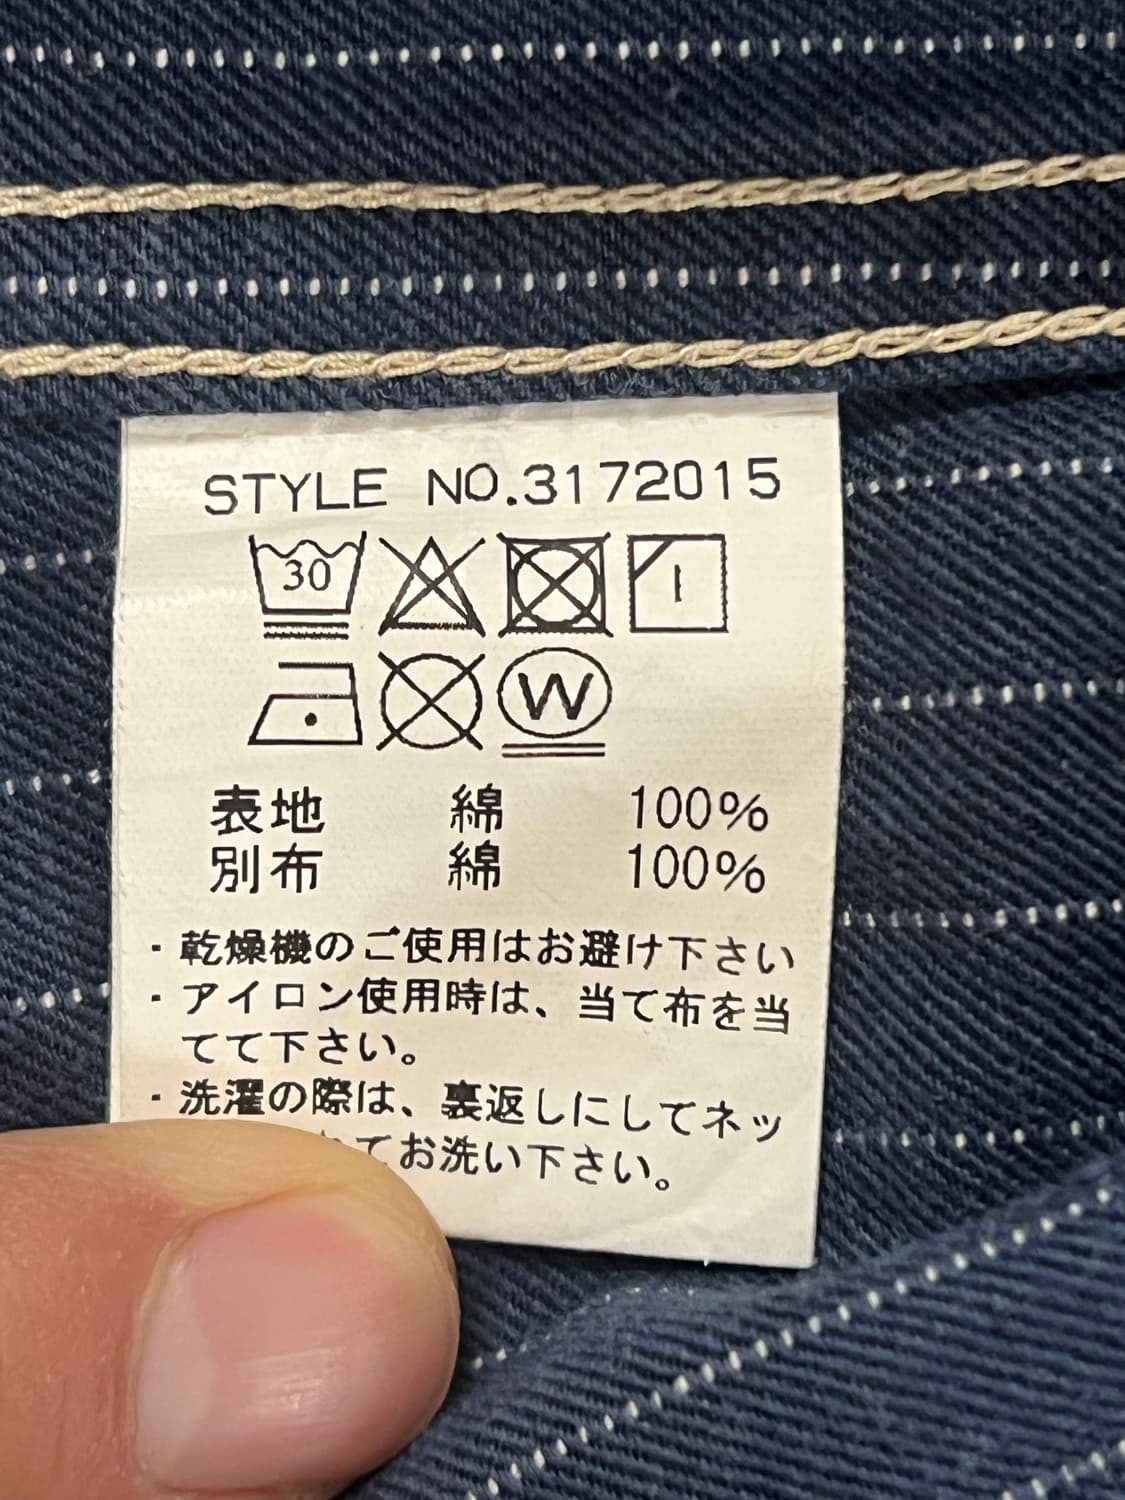 STYLE NO.3172015
30
W
表地 綿 100%
別布 綿 100%
・乾燥機のご使用はお避け下さい
・アイロン使用時は、当て布を当
てて下さい。
・洗濯の際は、裏返しにしてネッ
てお洗い下さい。